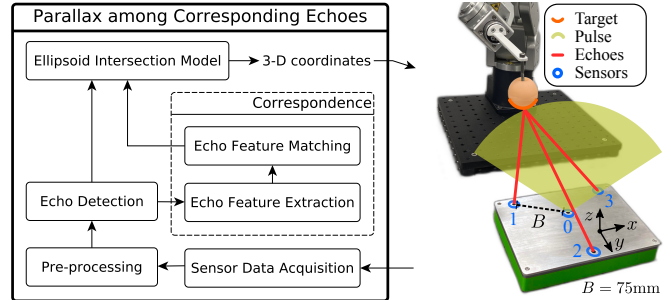 Parallax among Corresponding Echoes
Ellipsoid Intersection Model
3-D coordinates
Correspondence
Echo Feature Matching
Echo Detection
Echo Feature Extraction
Pre-processing
Sensor Data Acquisition
Target
Pulse
Echoes
Sensors
1
B
0
3
z
x
y
2
B = 75mm